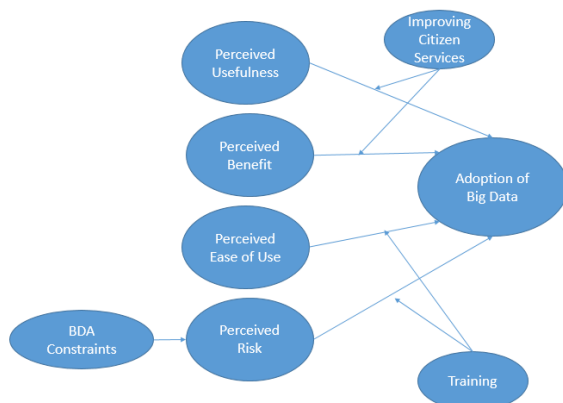 Improving
Citizen
Services
Perceived
Usefulness
Perceived
Benefit
Adoption of
Big Data
Perceived
Ease of Use
BDA
Constraints
Perceived
Risk
Training